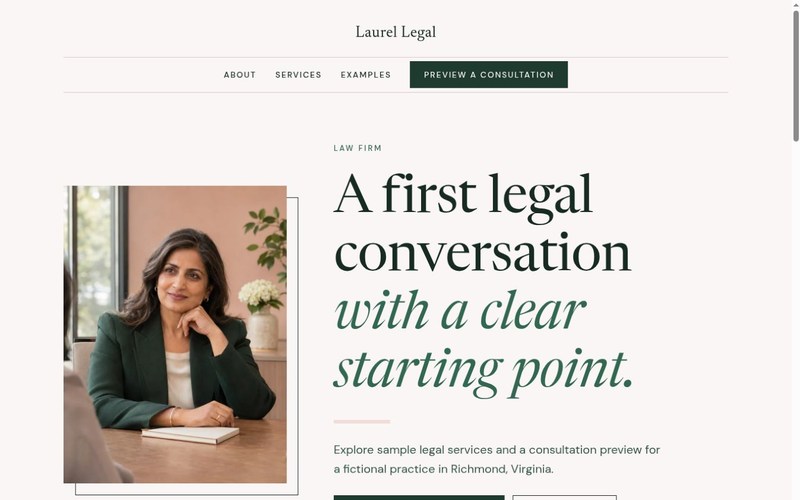 Laurel Legal
ABOUT SERVICES EXAMPLES PREVIEW A CONSULTATION
LAW FIRM
A first legal
conversation
with a clear
starting point.
Explore sample legal services and a consultation preview for
a fictional practice in Richmond, Virginia.